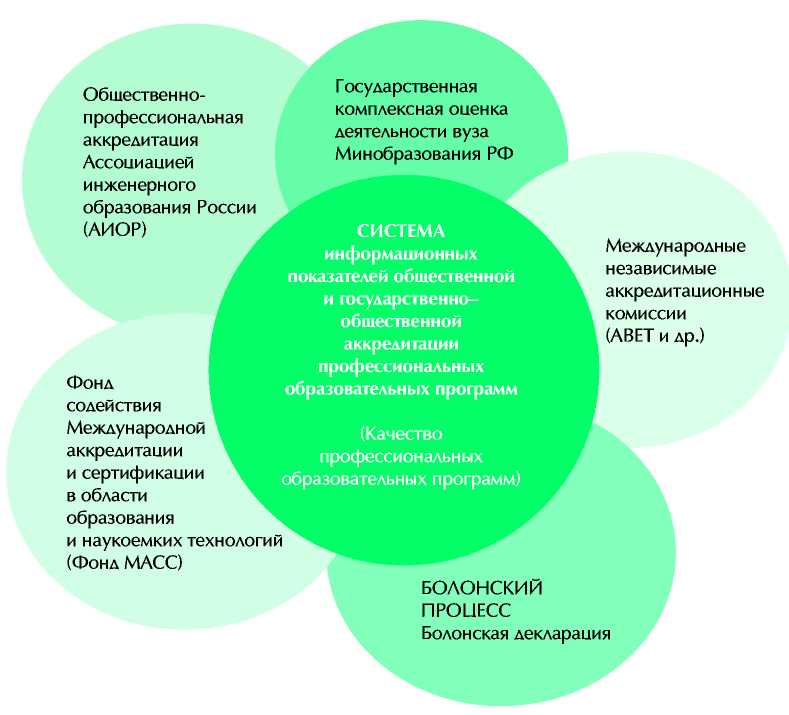 Общественно-
профессиональная
аккредитация
Ассоциацией
инженерного
образования России
(АИОР)
Государственная
комплексная оценка
деятельности вуза
Минобразования РФ
Международные
независимые
аккредитационные
комиссии
(АВЕТ и др.)
СИСТЕМА
информационных
показателей общественной
и государственно–
общественной
аккредитации
профессиональных
образовательных программ
(Качество
профессиональных
образовательных программ)
Фонд
содействия
Международной
аккредитации
и сертификации
в области
образования
и наукоемких технологий
(Фонд МАСС)
БОЛОНСКИЙ
ПРОЦЕСС
Болонская декларация